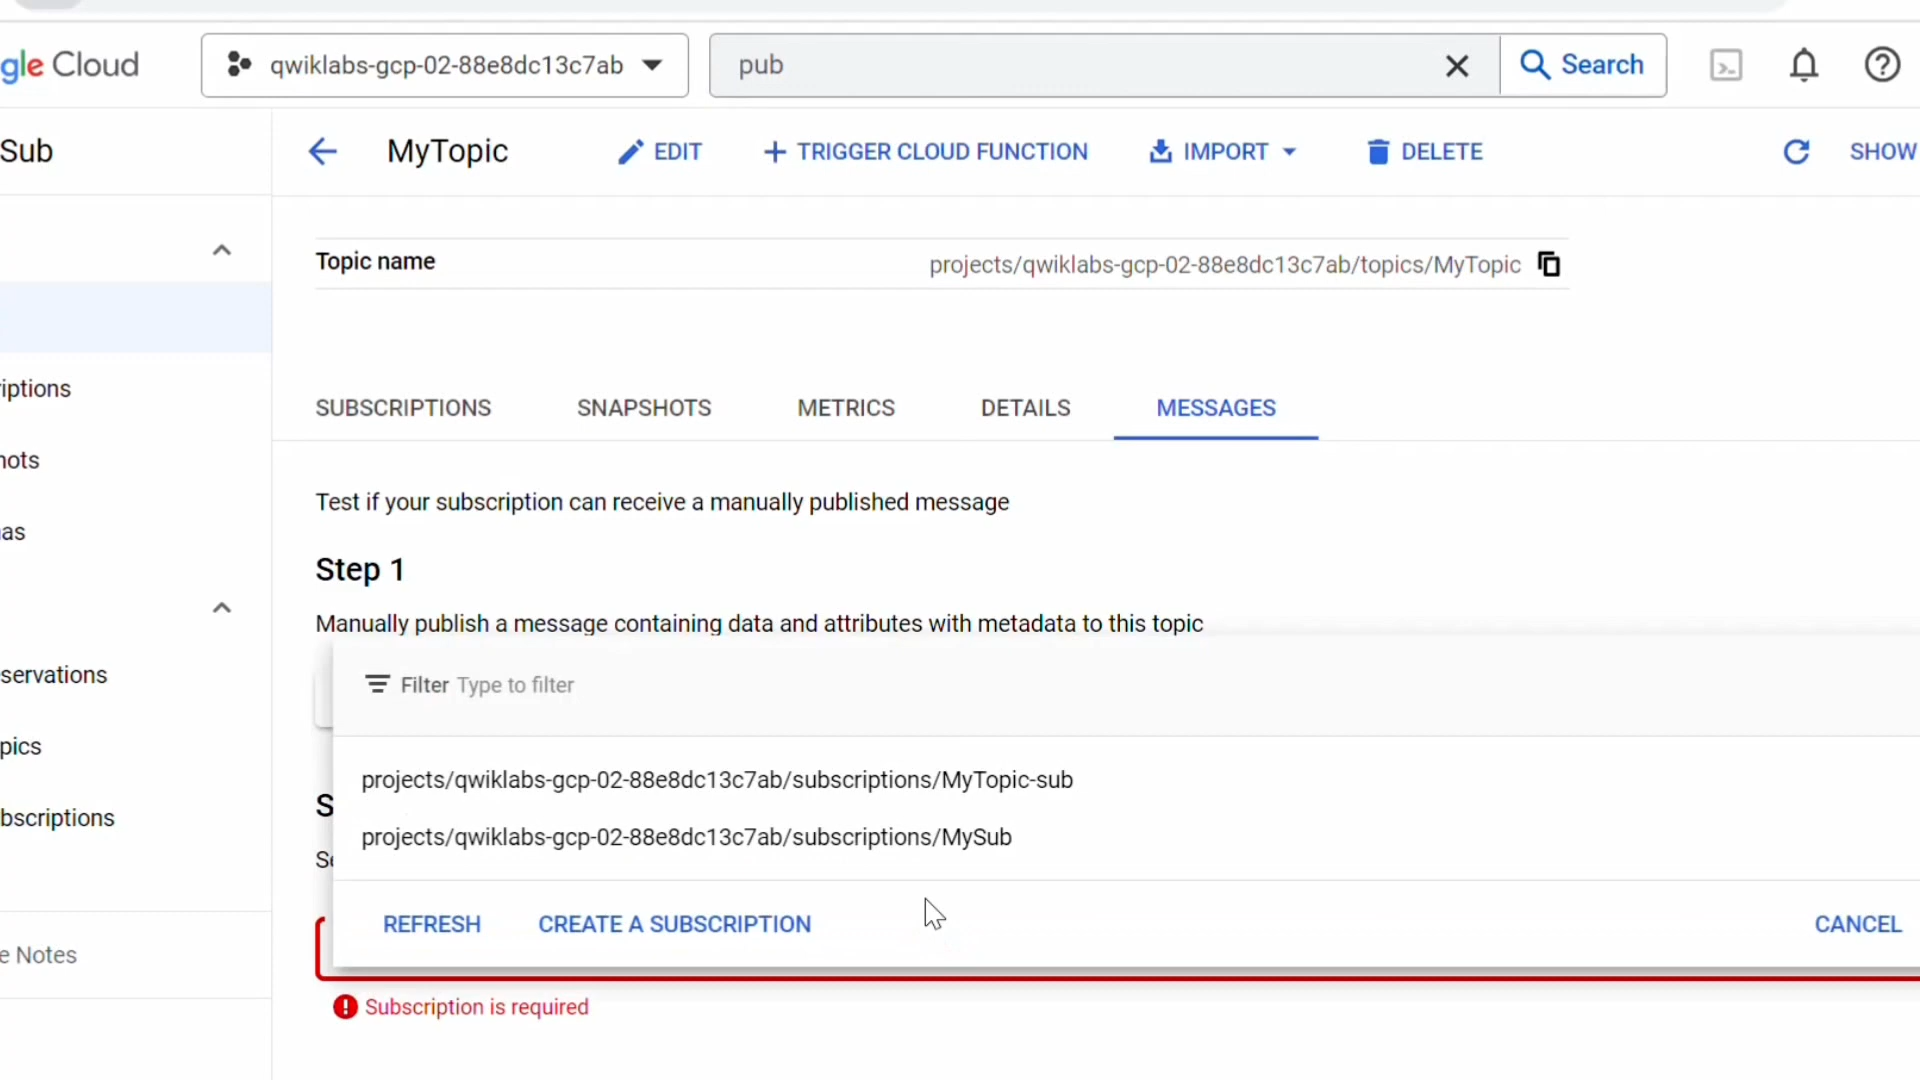 gle Cloud
qwiklabs-gcp-02-88e8dc13c7ab
pub
Search
Sub
MyTopic
EDIT
+ TRIGGER CLOUD FUNCTION
IMPORT
DELETE
SHOW
Topic name
projects/qwiklabs-gcp-02-88e8dc13c7ab/topics/MyTopic
riptions
hots
as
servations
pics
bscriptions
e Notes
SUBSCRIPTIONS
SNAPSHOTS
METRICS
DETAILS
MESSAGES
Test if your subscription can receive a manually published message
Step 1
Manually publish a message containing data and attributes with metadata to this topic
Filter Type to filter
projects/qwiklabs-gcp-02-88e8dc13c7ab/subscriptions/MyTopic-sub
projects/qwiklabs-gcp-02-88e8dc13c7ab/subscriptions/MySub
S
Se
REFRESH
CREATE A SUBSCRIPTION
CANCEL
Subscription is required